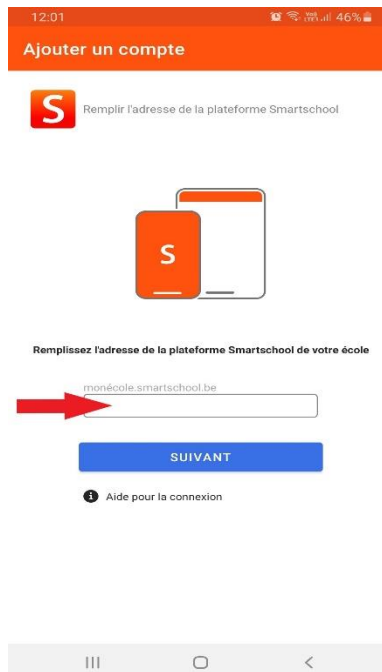 12:01 46%
Ajouter un compte
S Remplir l'adresse de la plateforme Smartschool
S
Remplissez l'adresse de la plateforme Smartschool de votre école
monécole.smartschool.be
SUIVANT
Aide pour la connexion